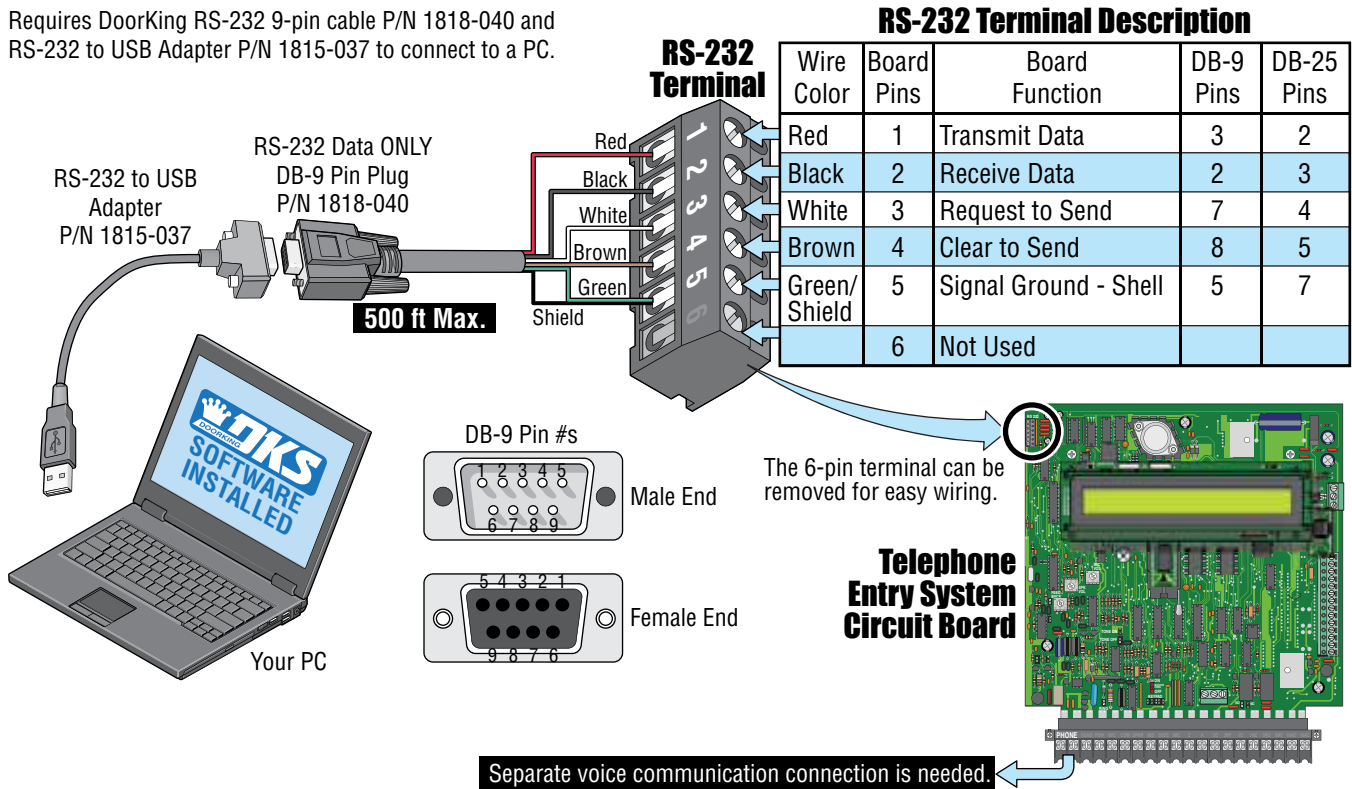 Requires DoorKing RS-232 9-pin cable P/N 1818-040 and
RS-232 to USB Adapter P/N 1815-037 to connect to a PC.
RS-232 Terminal Description
RS-232
Terminal
Wire Color Board Pins Board Function DB-9 Pins DB-25 Pins
Red 1 Transmit Data 3 2
Black 2 Receive Data 2 3
White 3 Request to Send 7 4
Brown 4 Clear to Send 8 5
Green/ Shield 5 Signal Ground - Shell 5 7
6 Not Used
RS-232 to USB
Adapter
P/N 1815-037
RS-232 Data ONLY
DB-9 Pin Plug
P/N 1818-040
Red
Black
White
Brown
Green
Shield
1
2
3
4
5
6
500 ft Max.
DOORKING
DKS
SOFTWARE
INSTALLED
Your PC
DB-9 Pin #s
1 2 3 4 5
6 7 8 9
Male End
5 4 3 2 1
9 8 7 6
Female End
The 6-pin terminal can be
removed for easy wiring.
RS 232
Telephone
Entry System
Circuit Board
PHONE
Separate voice communication connection is needed.